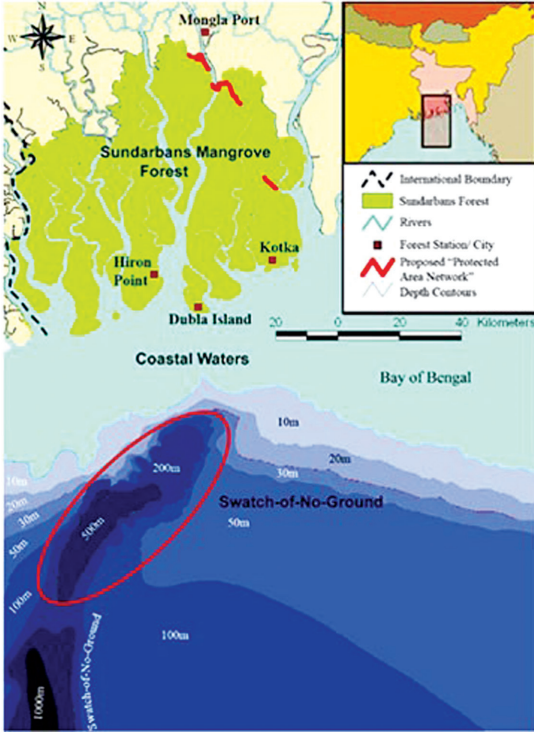 N
W
E
W
S
Mongla Port
Sundarbans Mangrove
Forest
Hiron
Point
Kotka
Dubla Island
International Boundary
Sundarbans Forest
Rivers
Forest Station/ City
Proposed “Protected
Area Network”
Depth Contours
20
0
20
40
Kilometers
Coastal Waters
Bay of Bengal
10m
20m
30m
50m
200m
500m
Swatch-of-No-Ground
10m
20m
30m
50m
100m
100m
Swatch-of-No-Ground
1000m